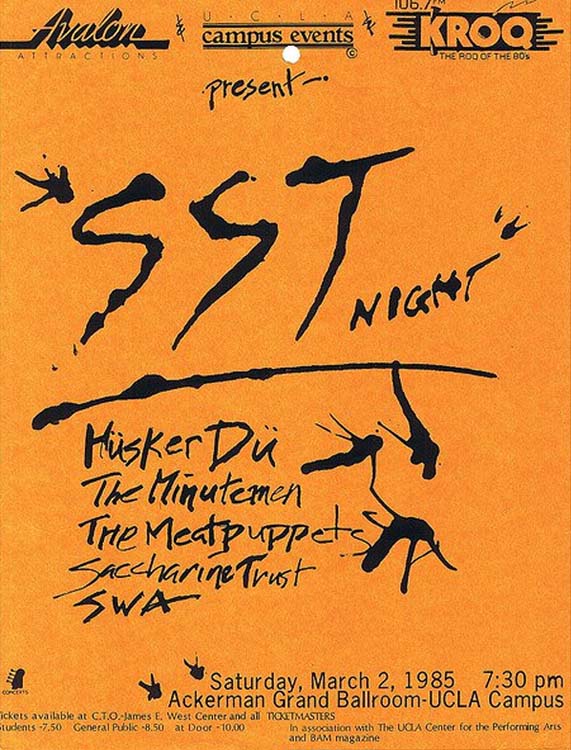 Avalon
ATTRACTIONS
&
U·C·L·A
campus events
©
&
106.7 FM
KROQ
THE ROQ OF THE 80's
present-·
"SST
NIGHT"
Hüsker Dü
The Minutemen
The Meatpuppets
Saccharine Trust
SWA
CONCERTS
Saturday, March 2, 1985 7:30 pm
Ackerman Grand Ballroom-UCLA Campus
ickets available at C.T.O.-James E. West Center and all TICKETMASTERS
tudents -7.50 General Public -8.50 at Door -10.00
In association with The UCLA Center for the Performing Arts
and BAM magazine